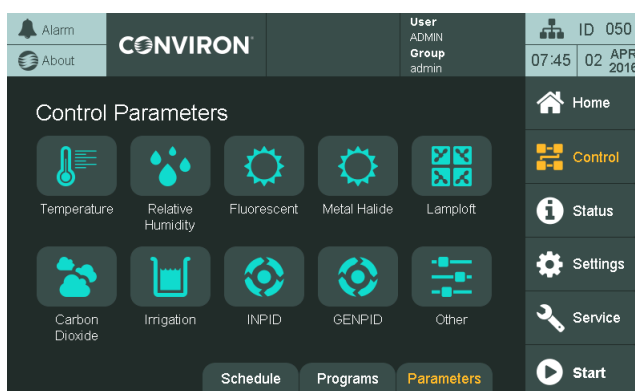 Alarm
About
CONVIRON
User
ADMIN
Group
admin
ID 050
07:45 02 APR 2016
Control Parameters
Temperature
Relative
Humidity
Fluorescent
Metal Halide
Lamploft
Carbon
Dioxide
Irrigation
INPID
GENPID
Other
Schedule
Programs
Parameters
Home
Control
Status
Settings
Service
Start